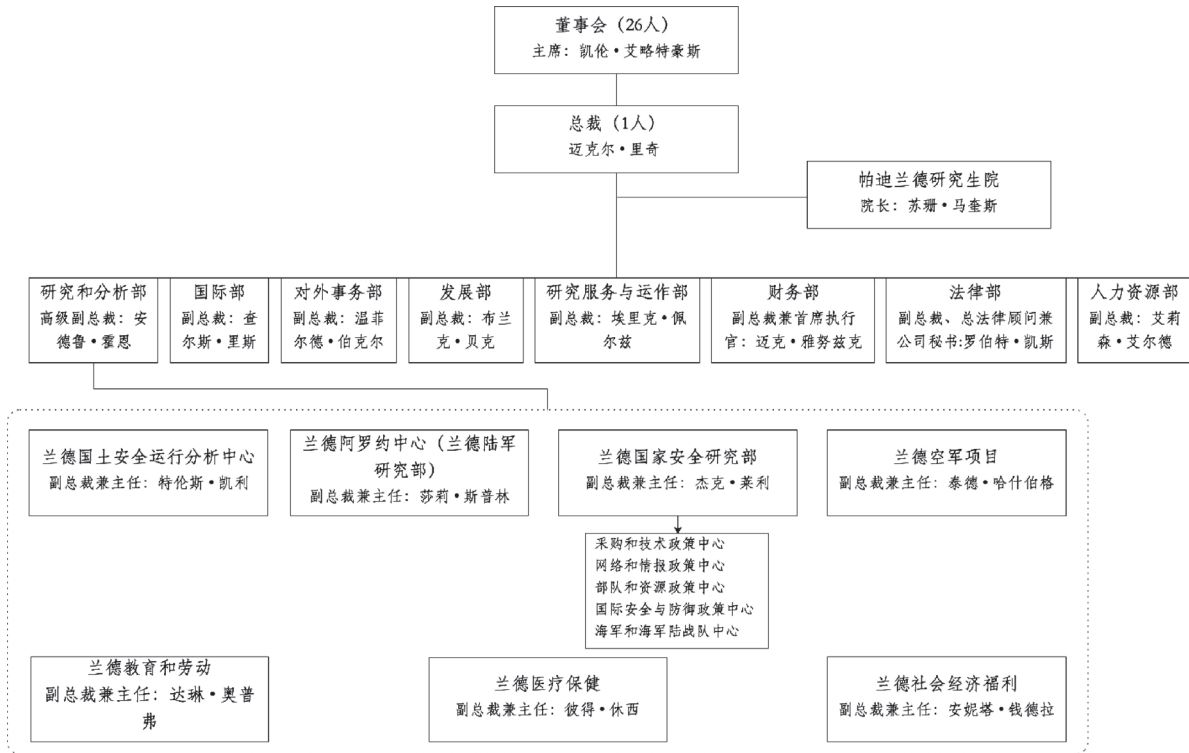 董事会（26人）
主席：凯伦•艾略特豪斯
总裁（1人）
迈克尔•里奇
帕迪兰德研究生院
院长：苏珊•马奎斯
研究和分析部
高级副总裁：安
德鲁•霍恩
国际部
副总裁：查
尔斯•里斯
对外事务部
副总裁：温菲
尔德•伯克尔
发展部
副总裁：布兰
克•贝克
研究服务与运作部
副总裁：埃里克•佩
尔兹
财务部
副总裁兼首席执行
官：迈克•雅努兹克
法律部
副总裁、总法律顾问兼
公司秘书:罗伯特•凯斯
人力资源部
副总裁：艾莉
森•艾尔德
兰德国土安全运行分析中心
副总裁兼主任：特伦斯•凯利
兰德阿罗约中心（兰德陆军
研究部）
副总裁兼主任：莎莉•斯普林
兰德国家安全研究部
副总裁兼主任：杰克•莱利
兰德空军项目
副总裁兼主任：泰德•哈什伯格
采购和技术政策中心
网络和情报政策中心
部队和资源政策中心
国际安全与防御政策中心
海军和海军陆战队中心
兰德教育和劳动
副总裁兼主任：达琳•奥普
弗
兰德医疗保健
副总裁兼主任：彼得•休西
兰德社会经济福利
副总裁兼主任：安妮塔•钱德拉